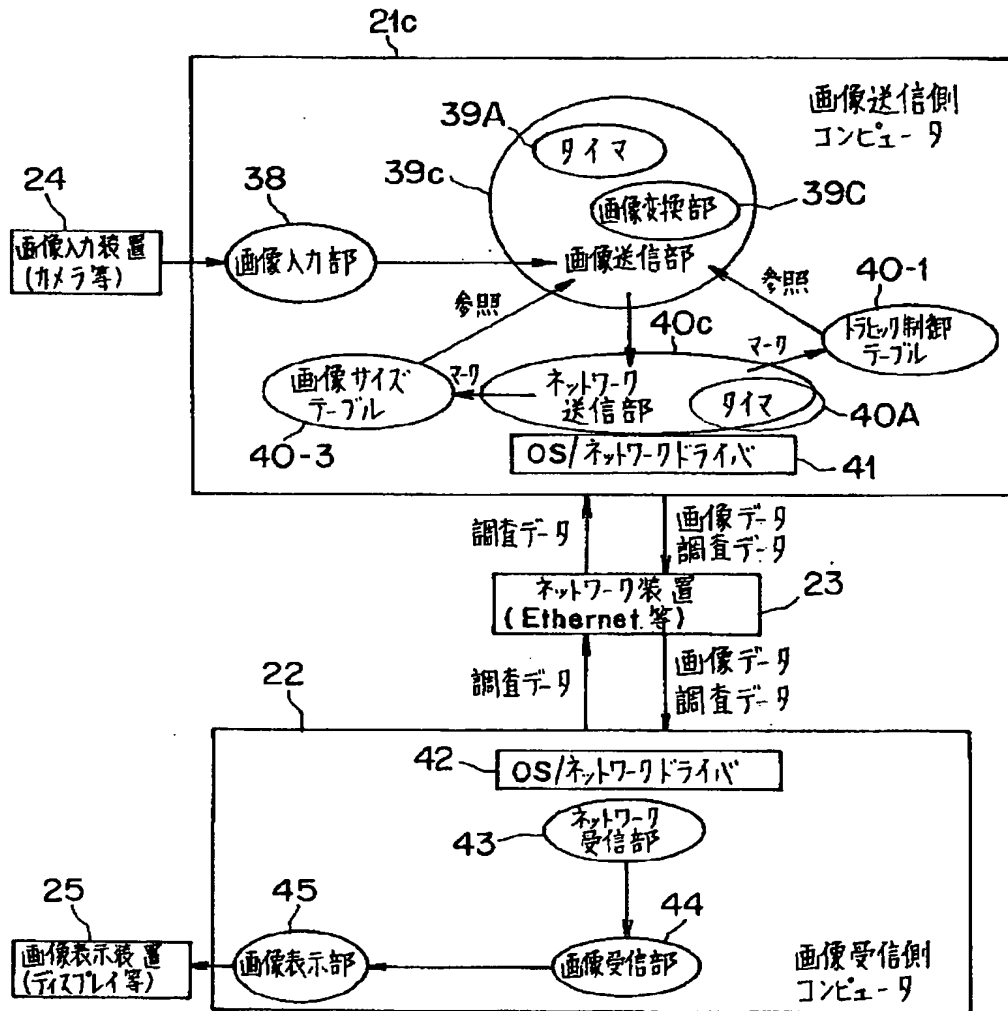 21c
画像送信側
コンピュータ
39A
タイマ
39c
画像変換部
39C
24
38
画像入力装置
(カメラ等)
画像入力部
画像送信部
参照
参照
40-1
トラヒック制御
テーブル
40c
マーク
画像サイズ
テーブル
マーク
ネットワーク
送信部
タイマ
40A
40-3
OS/ネットワークドライバ
41
調査データ
画像データ
調査データ
ネットワーク装置
(Ethernet.等)
23
調査データ
画像データ
調査データ
22
42
OS/ネットワークドライバ
ネットワーク
受信部
43
25
45
44
画像表示装置
(ディスプレイ等)
画像表示部
画像受信部
画像受信側
コンピュータ